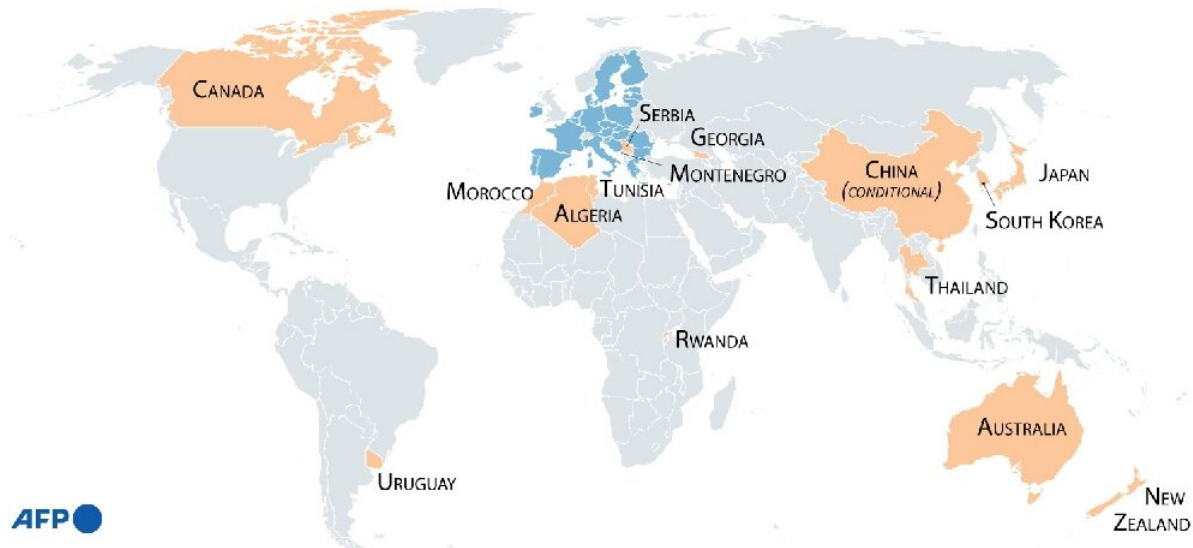 CANADA
SERBIA
GEORGIA
MONTENEGRO
MOROCCO
TUNISIA
ALGERIA
CHINA
(CONDITIONAL)
JAPAN
SOUTH KOREA
THAILAND
RWANDA
AUSTRALIA
URUGUAY
NEW
ZEALAND
AFP